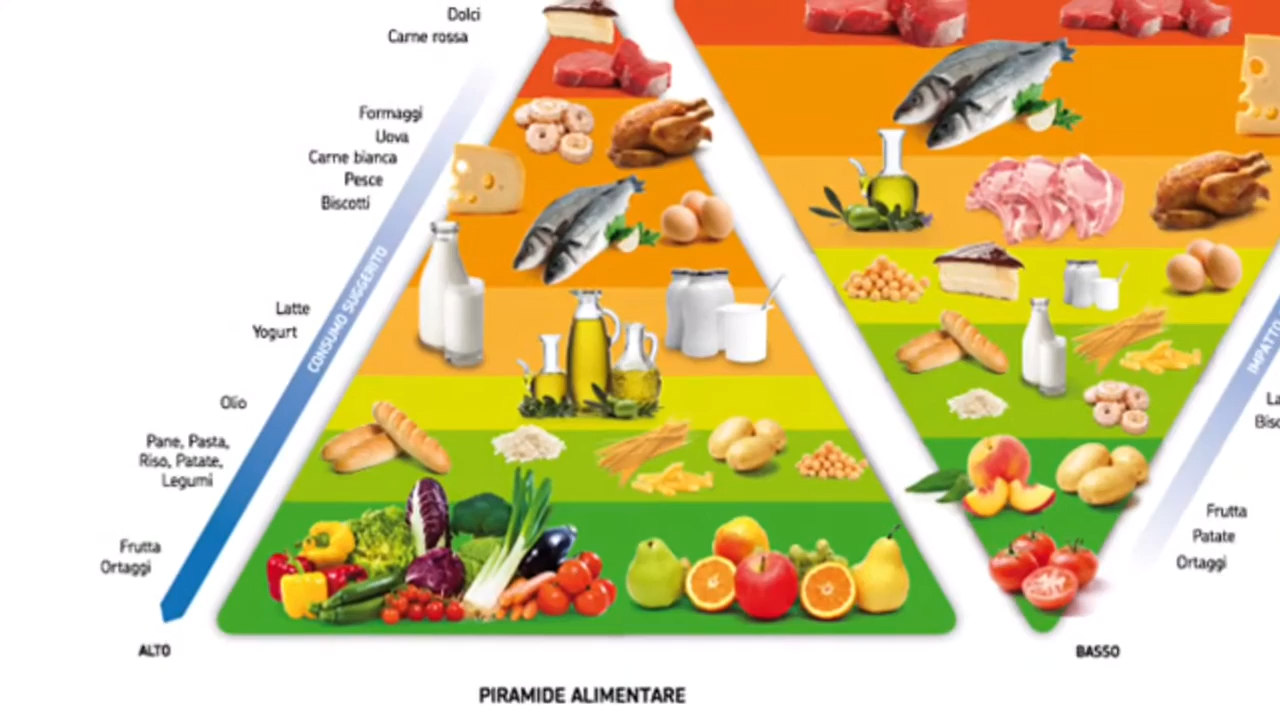 Dolci
Carne rossa
Formaggi
Uova
Carne bianca
Pesce
Biscotti
CONSUMO SUGGERITO
Latte
Yogurt
Olio
Pane, Pasta,
Riso, Patate,
Legumi
Frutta
Ortaggi
ALTO
PIRAMIDE ALIMENTARE
IMPATTO
Frutta
Patate
Ortaggi
BASSO